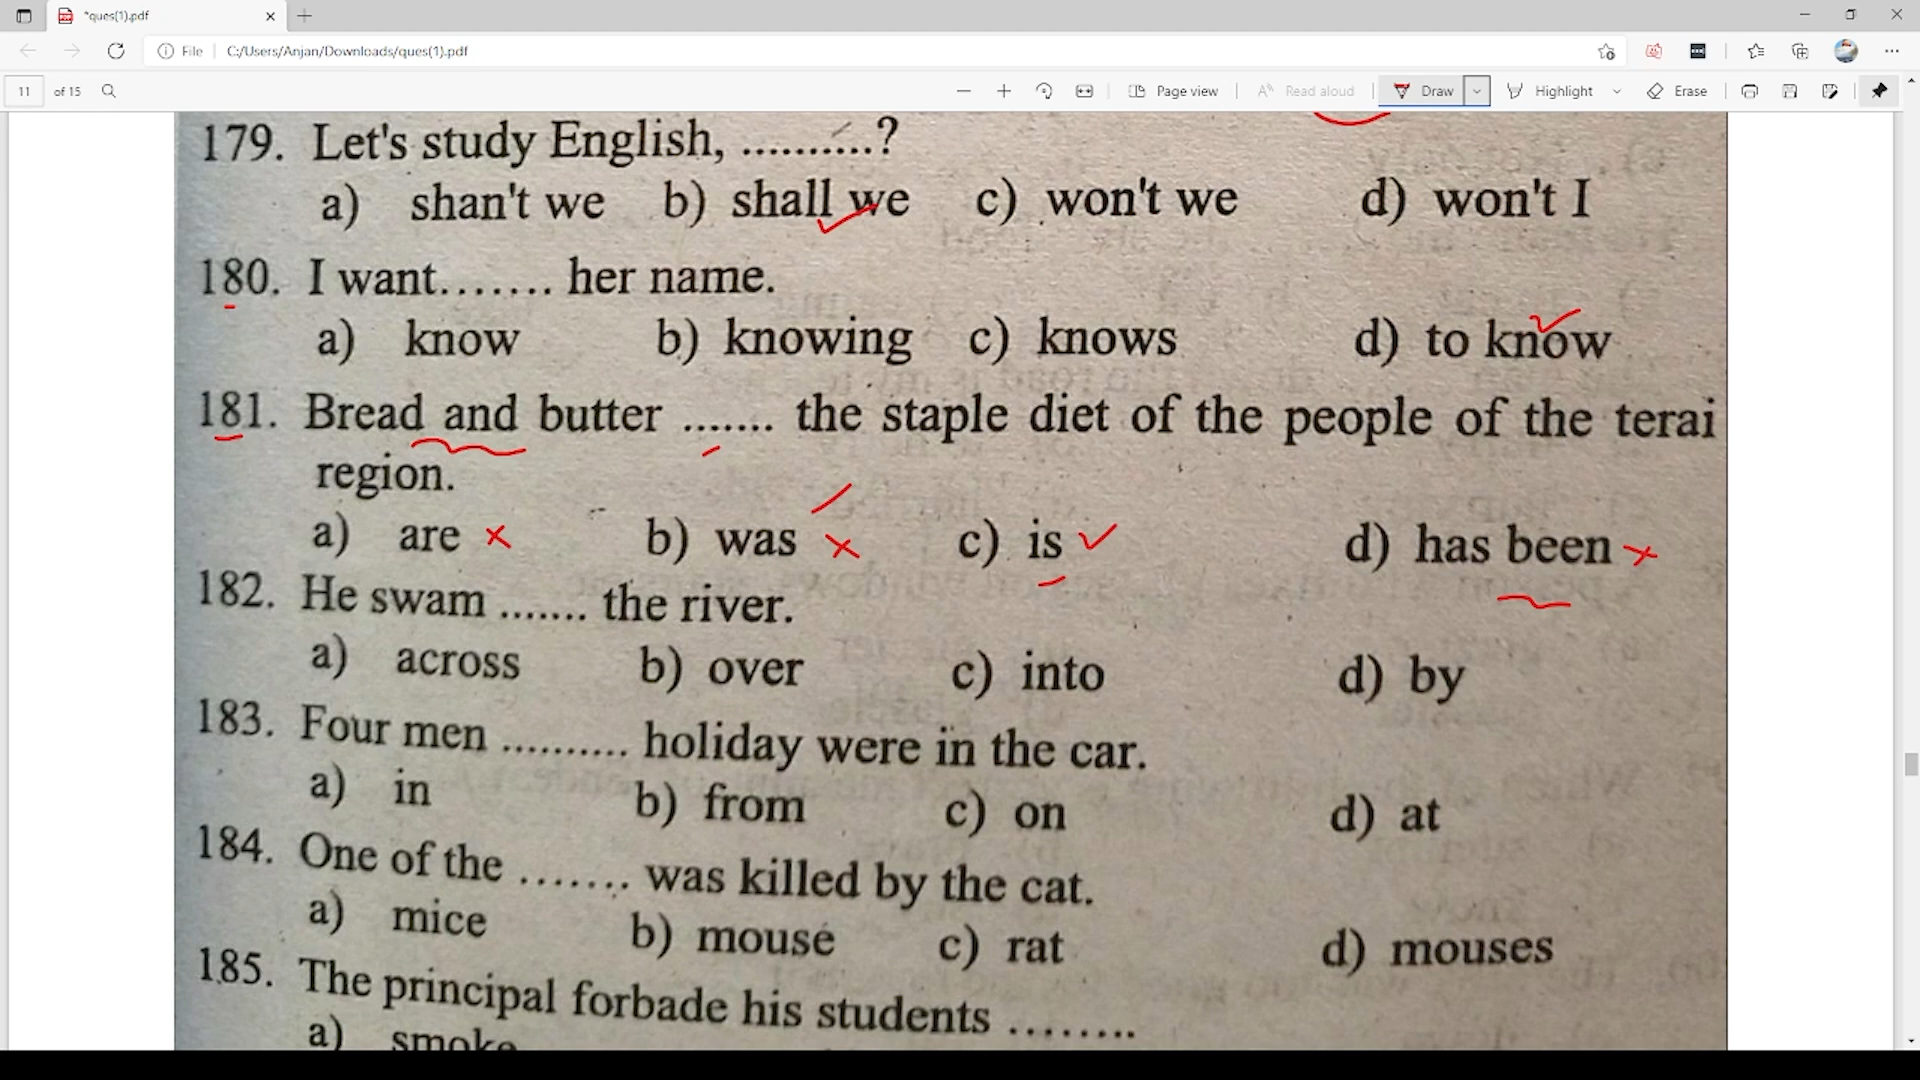 *ques(1).pdf
File C:/Users/Anjan/Downloads/ques(1).pdf
11 of 15 Page view Read aloud Draw Highlight Erase
179. Let's study English, ..........?
a) shan't we b) shall we c) won't we d) won't I
180. I want....... her name.
a) know b) knowing c) knows d) to know
181. Bread and butter ....... the staple diet of the people of the terai
region.
a) are b) was c) is d) has been
182. He swam ....... the river.
a) across b) over c) into d) by
183. Four men .......... holiday were in the car.
a) in b) from c) on d) at
184. One of the ....... was killed by the cat.
a) mice b) mouse c) rat d) mouses
185. The principal forbade his students ........
a) smoke